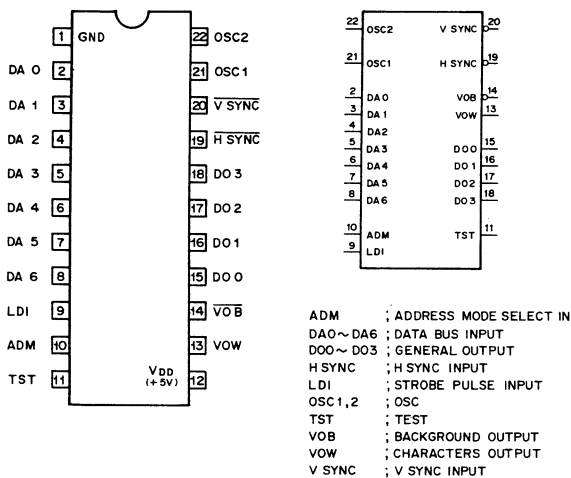 1 GND 22 OSC2
DA 0 2 21 OSC1
DA 1 3 20 V SYNC
DA 2 4 19 H SYNC
DA 3 5 18 DO 3
DA 4 6 17 DO 2
DA 5 7 16 DO 1
DA 6 8 15 DO 0
LDI 9 14 VOB
ADM 10 13 VOW
VDD
TST 11 (+5V) 12
22 OSC2 V SYNC 20
21 OSC1 H SYNC 19
2 DA0 VOB 14
3 DA1 VOW 13
4 DA2
5 DA3 DO0 15
6 DA4 DO1 16
7 DA5 DO2 17
8 DA6 DO3 18
10 ADM TST 11
9 LDI
ADM ; ADDRESS MODE SELECT IN
DA0~DA6 ; DATA BUS INPUT
DO0~DO3 ; GENERAL OUTPUT
H SYNC ; H SYNC INPUT
LDI ; STROBE PULSE INPUT
OSC1,2 ; OSC
TST ; TEST
VOB ; BACKGROUND OUTPUT
VOW ; CHARACTERS OUTPUT
V SYNC ; V SYNC INPUT